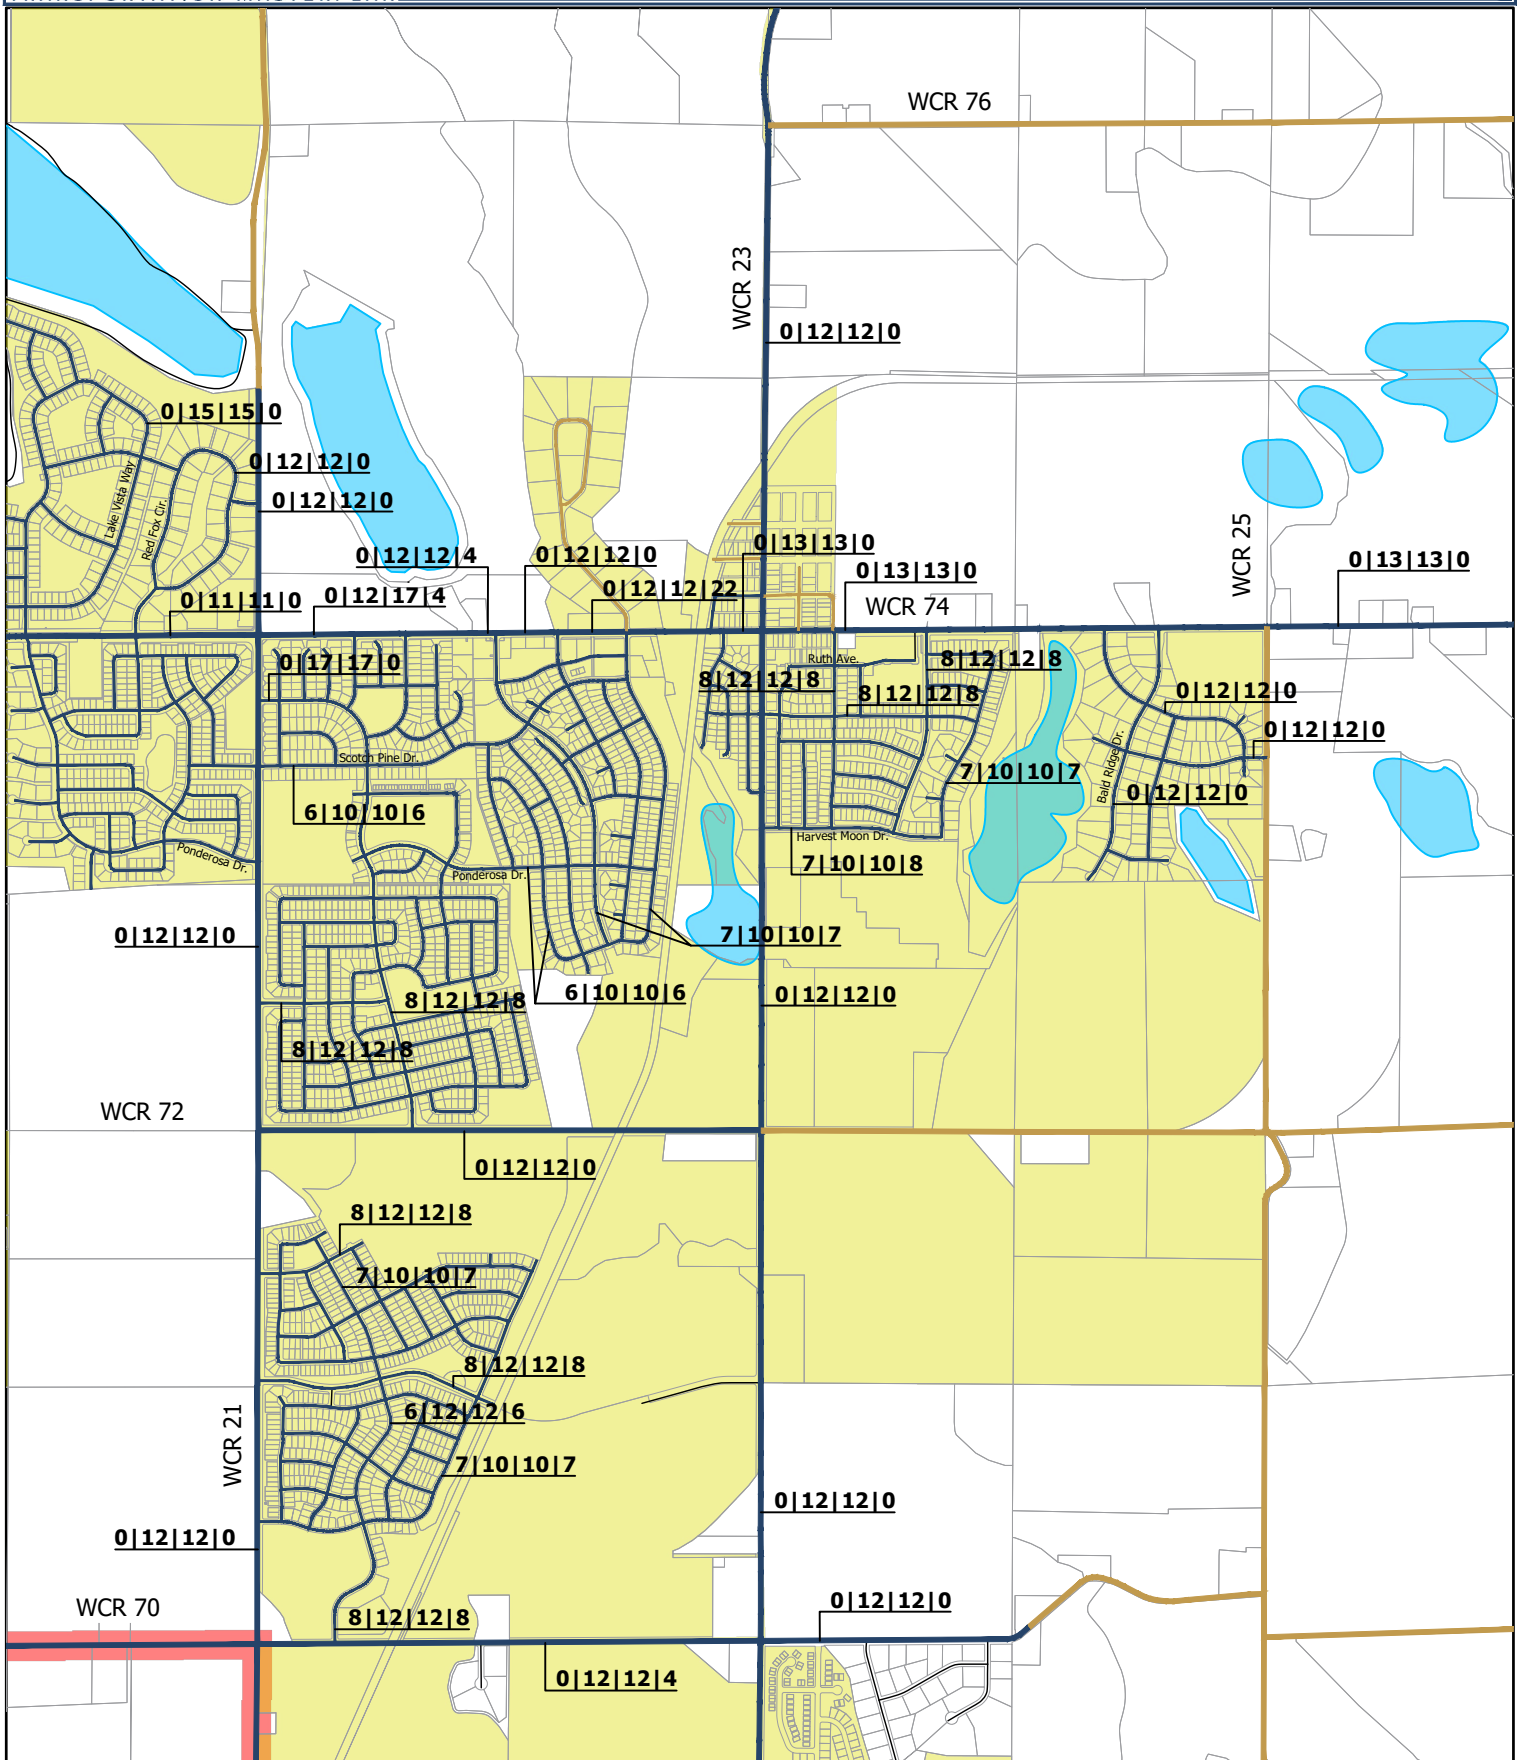 WCR 76
WCR 23
0|12|12|0
0|15|15|0
0|12|12|0
0|12|12|0
Lake Vista Way
Red Fox Cir.
WCR 25
0|12|12|4
0|12|12|0
0|13|13|0
0|13|13|0
0|13|13|0
0|11|11|0
0|12|17|4
0|12|12|22
WCR 74
0|17|17|0
Ruth Ave.
8|12|12|8
8|12|12|8
8|12|12|8
0|12|12|0
0|12|12|0
Scotch Pine Dr.
Bald Ridge Dr.
7|10|10|7
0|12|12|0
6|10|10|6
Harvest Moon Dr.
Ponderosa Dr.
7|10|10|8
Ponderosa Dr.
0|12|12|0
7|10|10|7
6|10|10|6
0|12|12|0
8|12|12|8
8|12|12|8
WCR 72
0|12|12|0
8|12|12|8
7|10|10|7
8|12|12|8
6|12|12|6
WCR 21
7|10|10|7
0|12|12|0
0|12|12|0
WCR 70
0|12|12|0
8|12|12|8
0|12|12|4